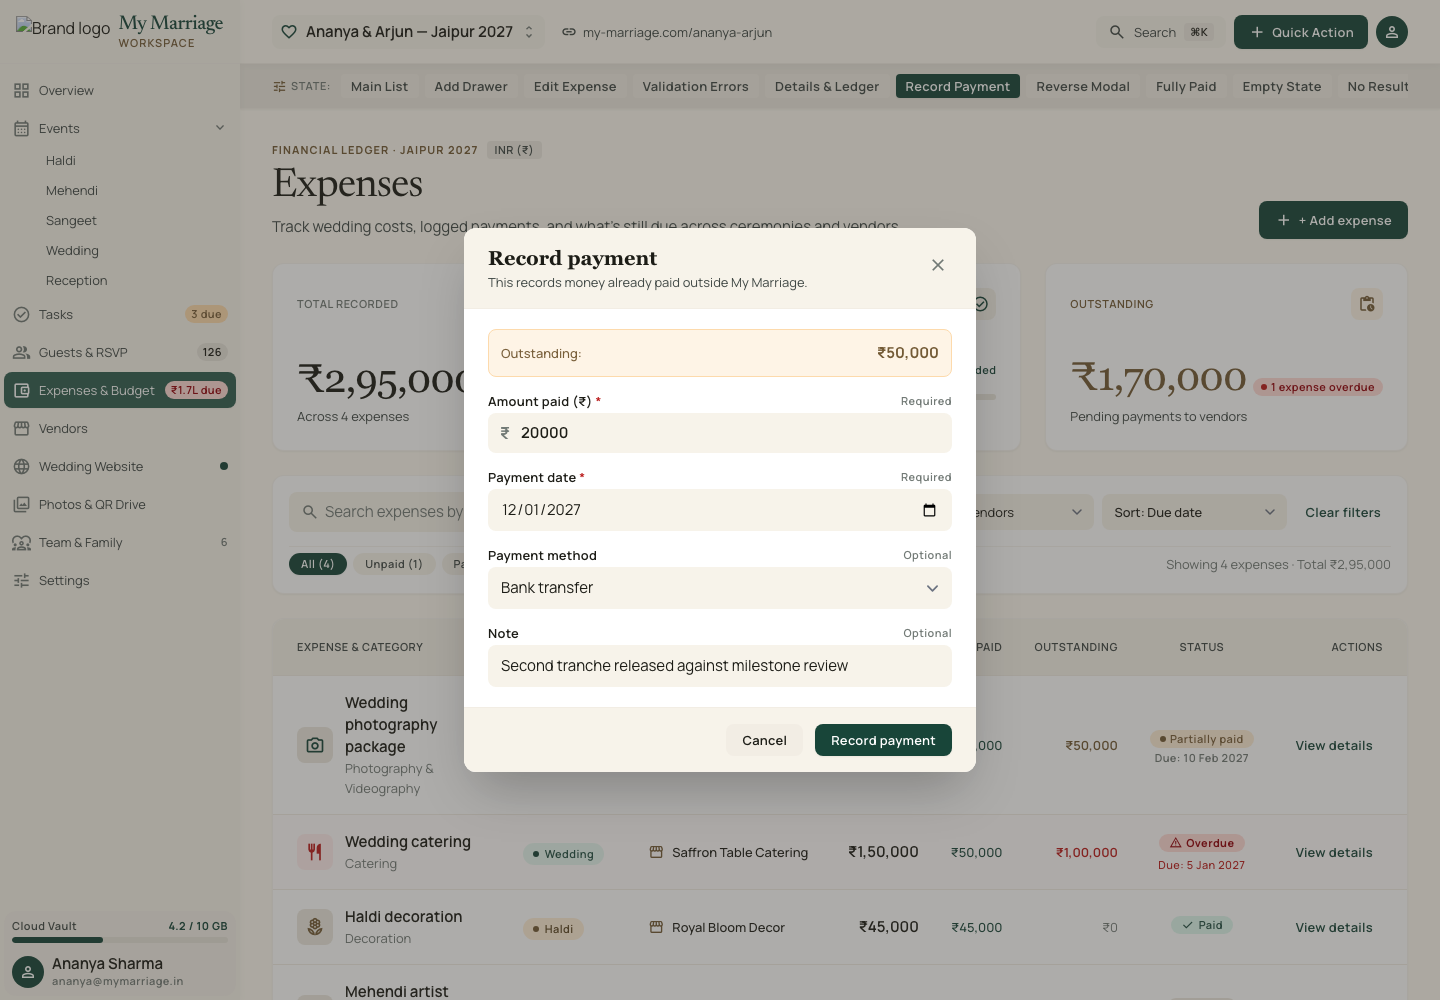 Brand logo
My Marriage
WORKSPACE
Ananya & Arjun — Jaipur 2027
my-marriage.com/ananya-arjun
Search ⌘K
Quick Action
STATE:
Main List
Add Drawer
Edit Expense
Validation Errors
Details & Ledger
Record Payment
Reverse Modal
Fully Paid
Empty State
No Result
Overview
Events
Haldi
Mehendi
Sangeet
Wedding
Reception
Tasks 3 due
Guests & RSVP 126
Expenses & Budget ₹1.7L due
Vendors
Wedding Website
Photos & QR Drive
Team & Family 6
Settings
Cloud Vault 4.2 / 10 GB
Ananya Sharma
ananya@mymarriage.in
FINANCIAL LEDGER · JAIPUR 2027 INR (₹)
Expenses
Track wedding costs, logged payments, and what's still due across ceremonies and vendors.
+ Add expense
TOTAL RECORDED
₹2,95,000
Across 4 expenses
OUTSTANDING
₹1,70,000
1 expense overdue
Pending payments to vendors
Search expenses by
Sort: Due date
Clear filters
All (4)
Unpaid (1)
Showing 4 expenses · Total ₹2,95,000
Record payment
This records money already paid outside My Marriage.
Outstanding: ₹50,000
Amount paid (₹) * Required
₹ 20000
Payment date * Required
12/01/2027
Payment method Optional
Bank transfer
Note Optional
Second tranche released against milestone review
Cancel
Record payment
EXPENSE & CATEGORY
PAID
OUTSTANDING
STATUS
ACTIONS
Wedding
photography
package
Photography &
Videography
₹50,000
Partially paid
Due: 10 Feb 2027
View details
Wedding catering
Catering
Wedding
Saffron Table Catering
₹1,50,000
₹50,000
₹1,00,000
Overdue
Due: 5 Jan 2027
View details
Haldi decoration
Decoration
Haldi
Royal Bloom Decor
₹45,000
₹45,000
₹0
Paid
View details
Mehendi artist